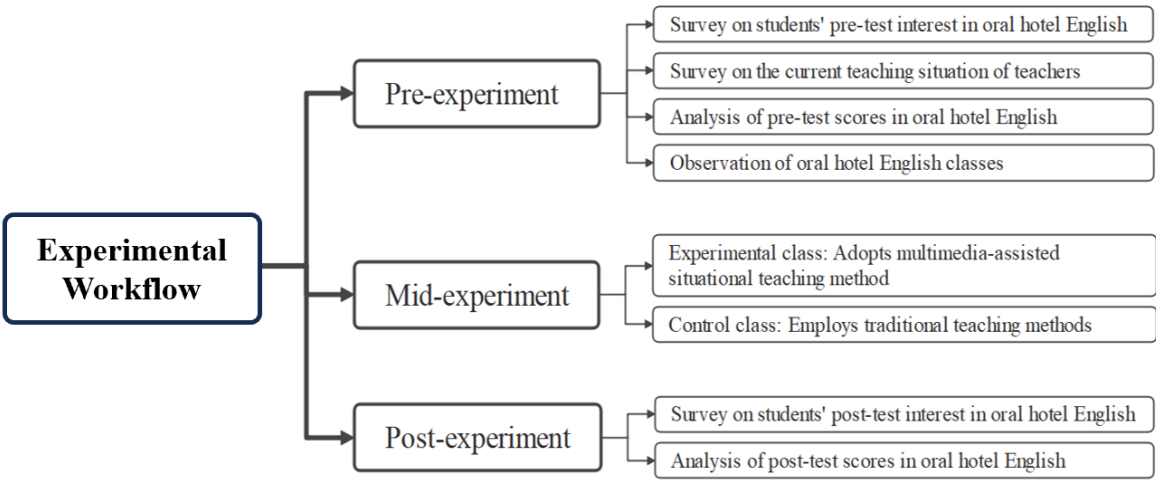 Experimental
Workflow
Pre-experiment
Survey on students' pre-test interest in oral hotel English
Survey on the current teaching situation of teachers
Analysis of pre-test scores in oral hotel English
Observation of oral hotel English classes
Mid-experiment
Experimental class: Adopts multimedia-assisted
situational teaching method
Control class: Employs traditional teaching methods
Post-experiment
Survey on students' post-test interest in oral hotel English
Analysis of post-test scores in oral hotel English